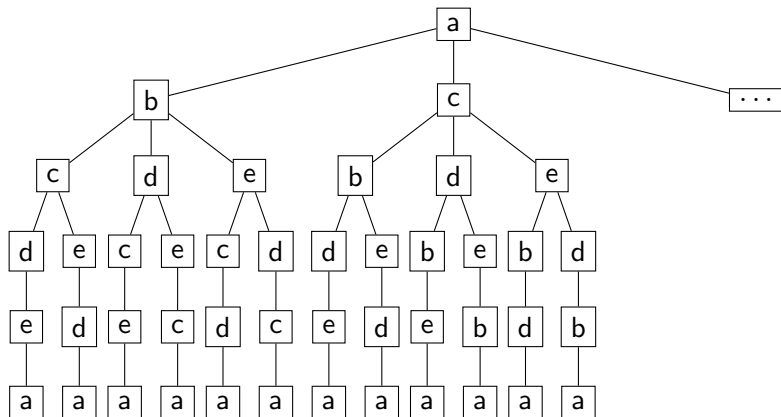 a
b c ...
c d e b d e
d e c e c d d e b e b d
e d e c d c e d e b d b
a a a a a a a a a a a a